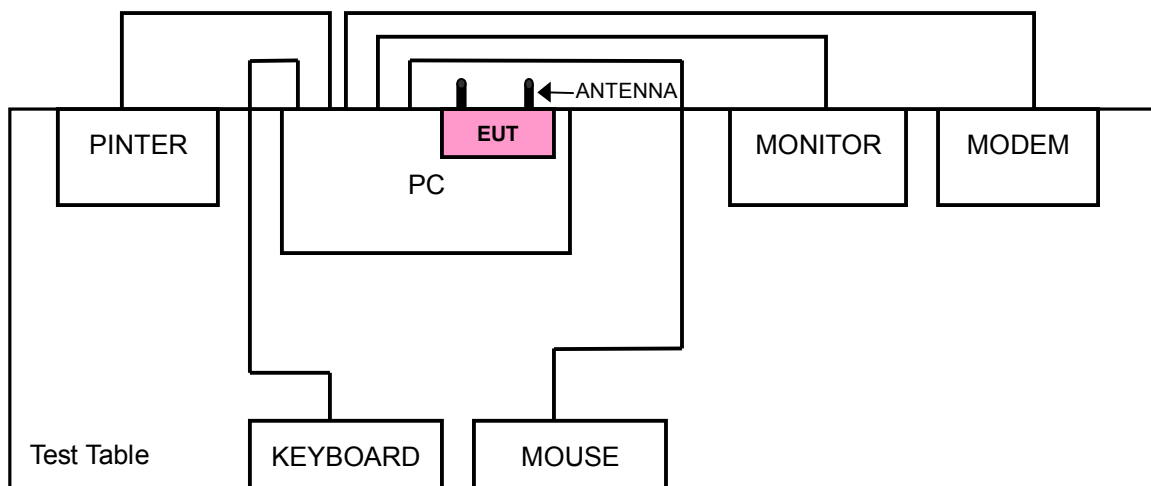 ANTENNA
PINTER
EUT
MONITOR
MODEM
PC
Test Table
KEYBOARD
MOUSE